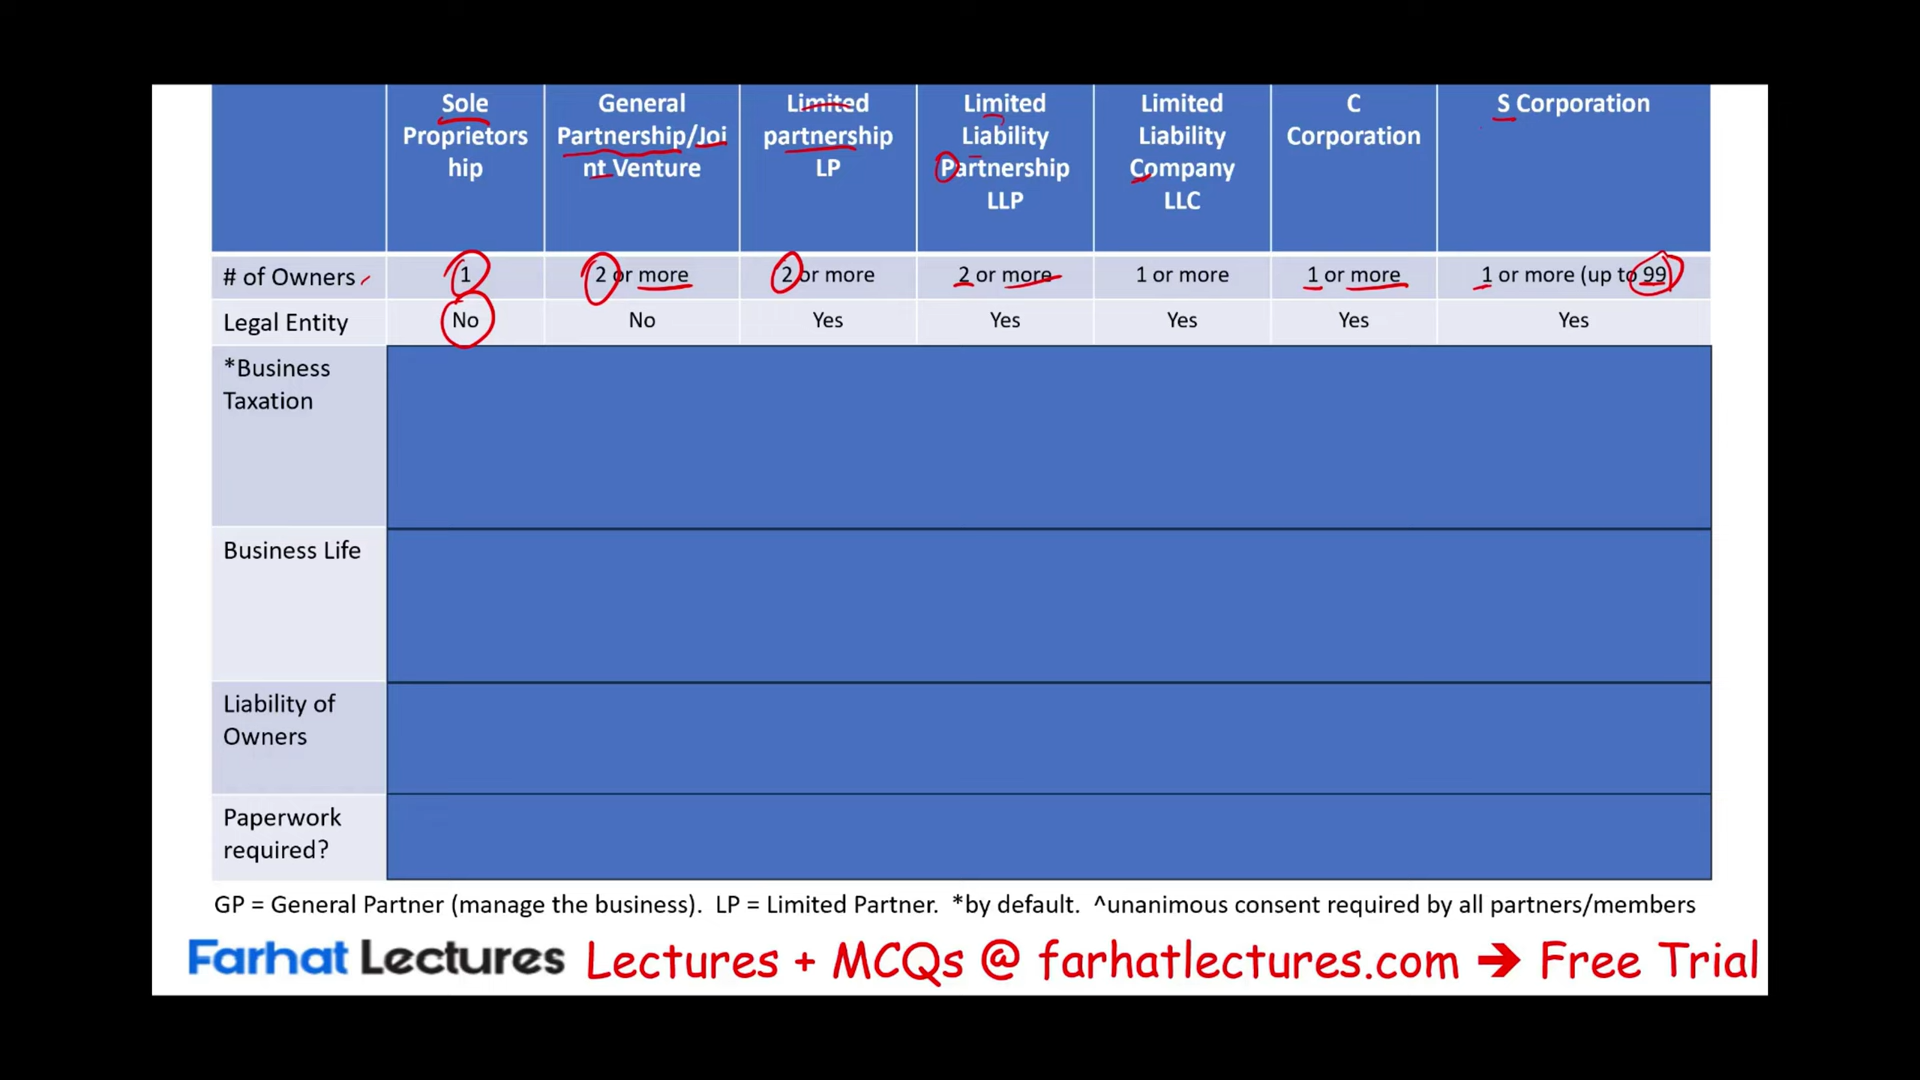 Sole
Proprietors
hip
General
Partnership/Joi
nt Venture
Limited
partnership
LP
Limited
Liability
Partnership
LLP
Limited
Liability
Company
LLC
C
Corporation
S Corporation
# of Owners
1
2 or more
2 or more
2 or more
1 or more
1 or more
1 or more (up to 99)
Legal Entity
No
No
Yes
Yes
Yes
Yes
Yes
*Business
Taxation
Business Life
Liability of
Owners
Paperwork
required?
GP = General Partner (manage the business). LP = Limited Partner. *by default. ^unanimous consent required by all partners/members
Farhat Lectures Lectures + MCQs @ farhatlectures.com ➔ Free Trial